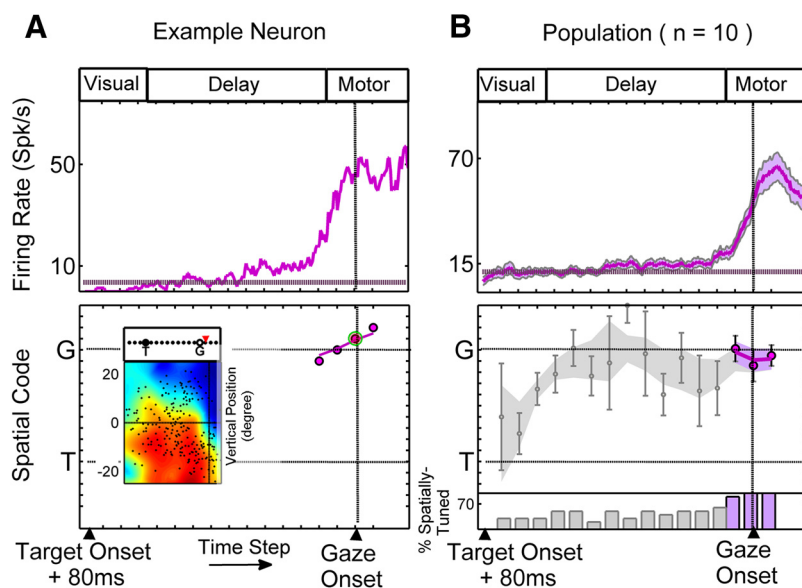 A Example Neuron
Visual Delay Motor
Firing Rate (Spk/s)
50
10
Spatial Code
G
T
T G
20
0
-20
Vertical Position
(degree)
Target Onset
+ 80ms
Time Step
Gaze
Onset
B Population ( n = 10 )
Visual Delay Motor
70
15
G
T
% Spatially-
Tuned
70
Target Onset
+ 80ms
Gaze
Onset